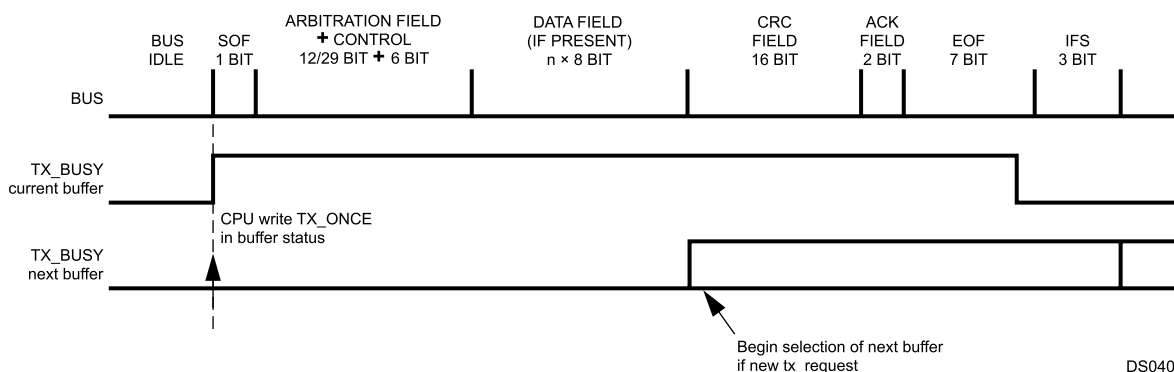 BUS
IDLE
SOF
1 BIT
ARBITRATION FIELD
+ CONTROL
12/29 BIT + 6 BIT
DATA FIELD
(IF PRESENT)
n × 8 BIT
CRC
FIELD
16 BIT
ACK
FIELD
2 BIT
EOF
7 BIT
IFS
3 BIT
BUS
TX_BUSY
current buffer
CPU write TX_ONCE
in buffer status
TX_BUSY
next buffer
Begin selection of next buffer
if new tx_request
DS040